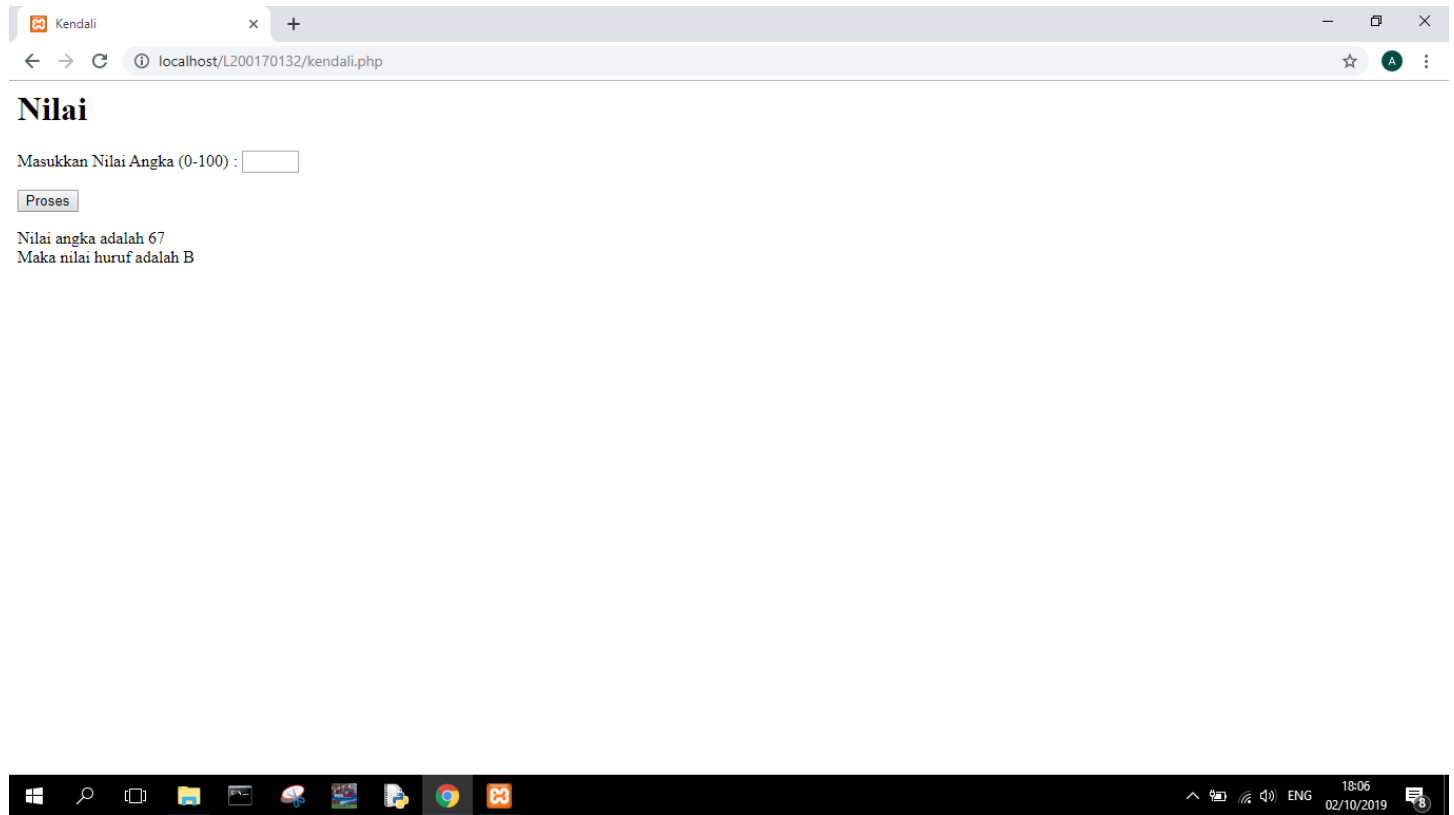 Kendali
localhost/L200170132/kendali.php
A
Nilai
Masukkan Nilai Angka (0-100) :
Proses
Nilai angka adalah 67
Maka nilai huruf adalah B
ENG
18:06
02/10/2019
8